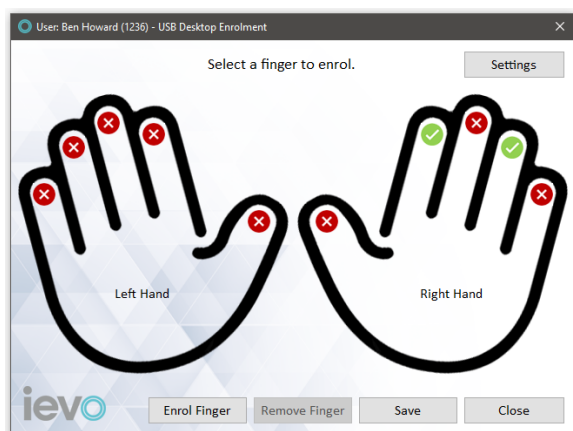 User: Ben Howard (1236) - USB Desktop Enrolment
Select a finger to enrol.
Settings
Left Hand
Right Hand
ievo
Enrol Finger
Remove Finger
Save
Close